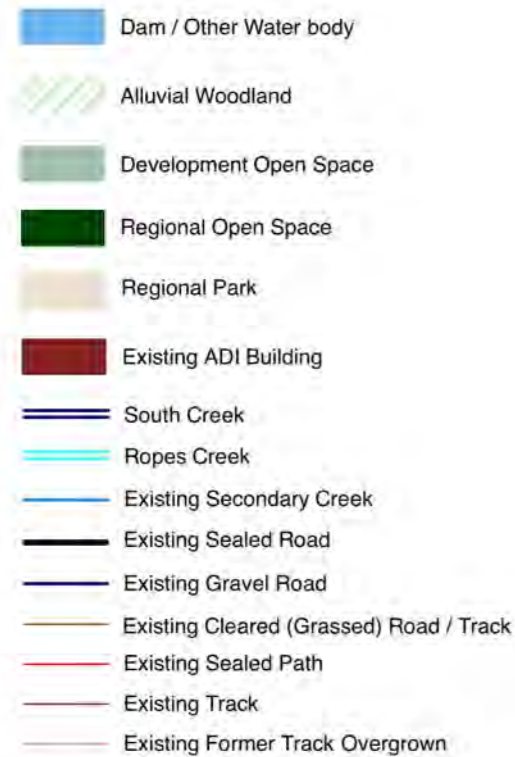 Dam / Other Water body
Alluvial Woodland
Development Open Space
Regional Open Space
Regional Park
Existing ADI Building
South Creek
Ropes Creek
Existing Secondary Creek
Existing Sealed Road
Existing Gravel Road
Existing Cleared (Grassed) Road / Track
Existing Sealed Path
Existing Track
Existing Former Track Overgrown